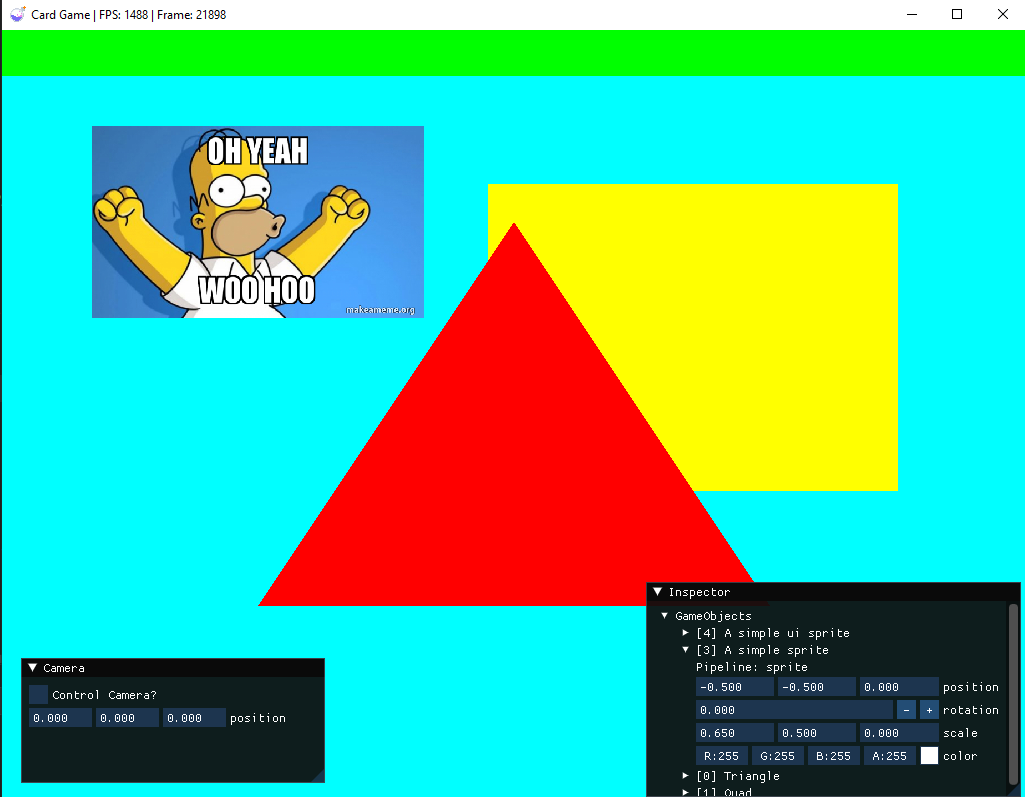 Card Game | FPS: 1488 | Frame: 21898
OH YEAH
WOO HOO
makeameme.org
Inspector
GameObjects
[4] A simple ui sprite
[3] A simple sprite
Pipeline: sprite
-0.500 -0.500 0.000 position
0.000 - + rotation
0.650 0.500 0.000 scale
R:255 G:255 B:255 A:255 color
[0] Triangle
[1] Quad
Camera
Control Camera?
0.000 0.000 0.000 position